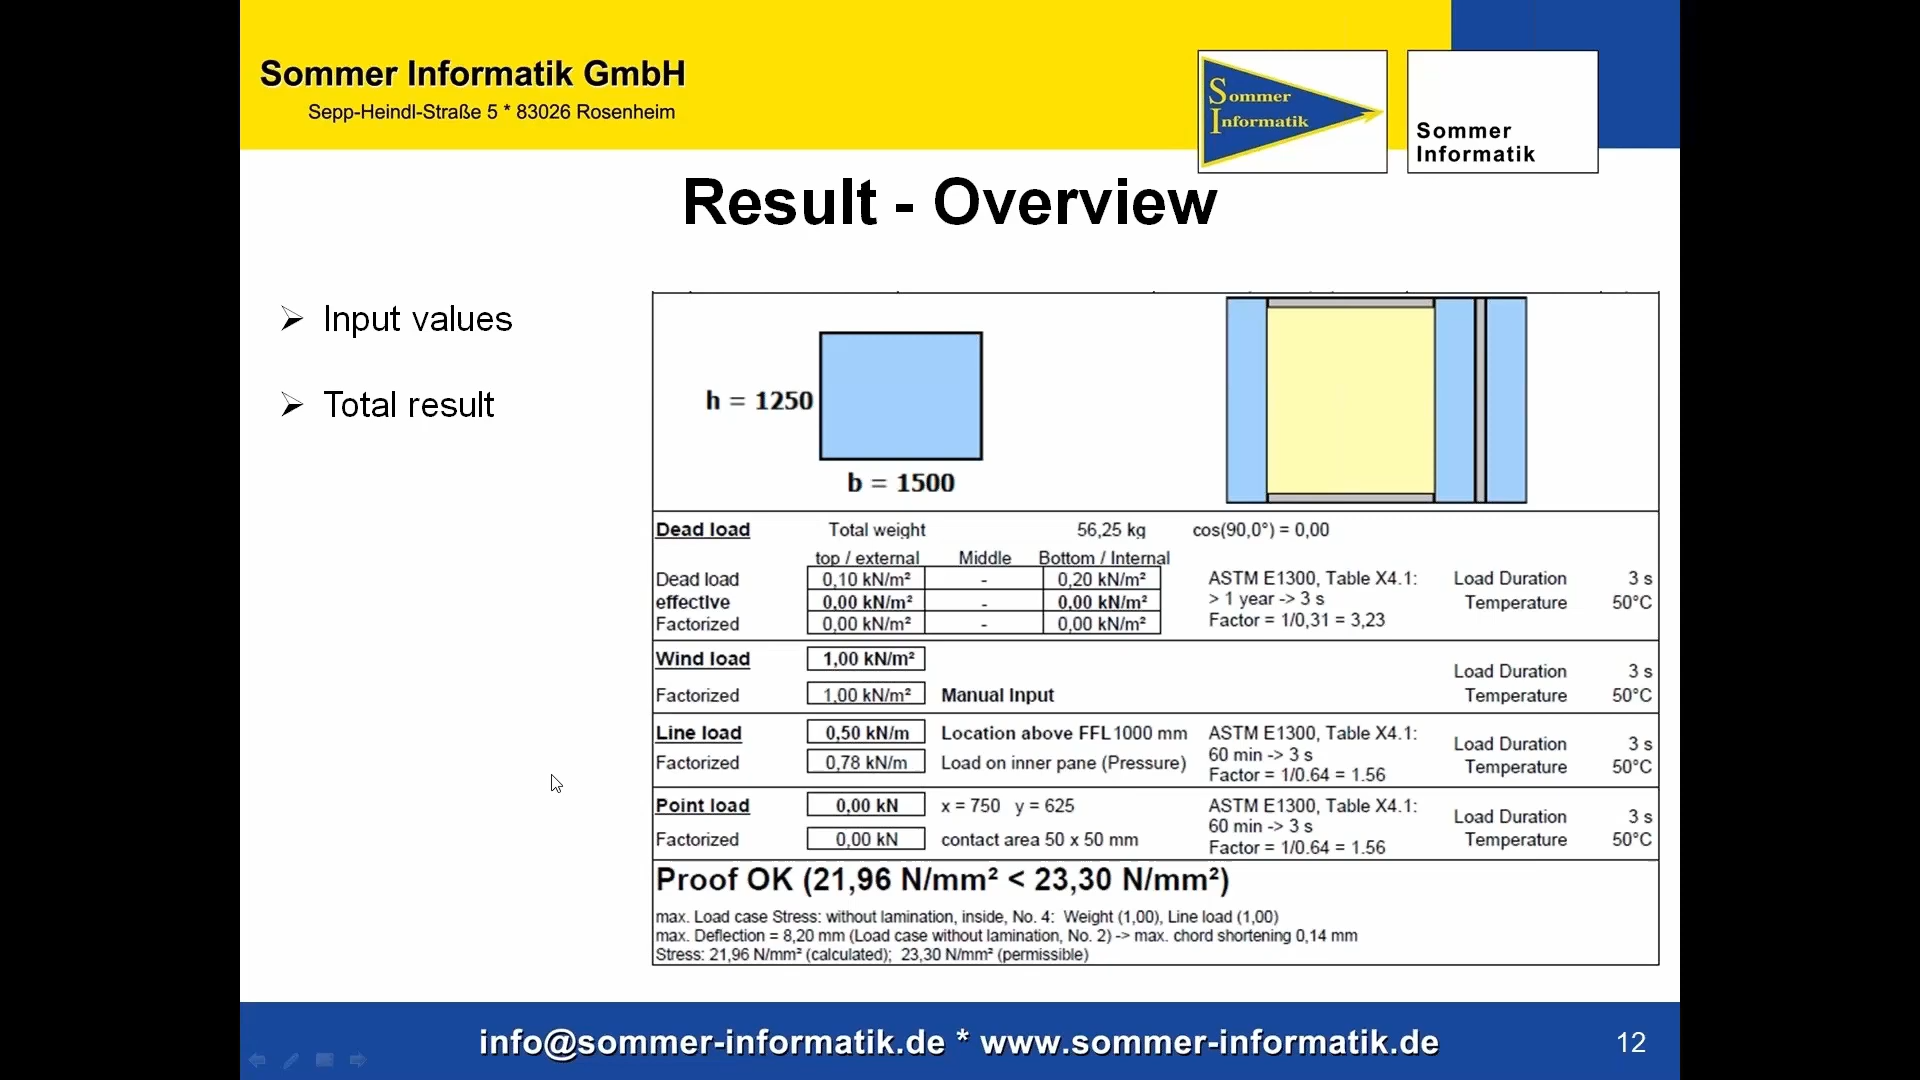 Sommer Informatik GmbH
Sepp-Heindl-Straße 5 * 83026 Rosenheim
Sommer
Informatik
Sommer
Informatik
Result - Overview
Input values
Total result
h = 1250
b = 1500
Dead load Total weight 56,25 kg cos(90,0°) = 0,00
top / external Middle Bottom / Internal
Dead load 0,10 kN/m² - 0,20 kN/m² ASTM E1300, Table X4.1: Load Duration 3 s
effective 0,00 kN/m² - 0,00 kN/m² > 1 year -> 3 s Temperature 50°C
Factorized 0,00 kN/m² - 0,00 kN/m² Factor = 1/0,31 = 3,23
Wind load 1,00 kN/m² Load Duration 3 s
Factorized 1,00 kN/m² Manual Input Temperature 50°C
Line load 0,50 kN/m Location above FFL 1000 mm ASTM E1300, Table X4.1: Load Duration 3 s
60 min -> 3 s
Factorized 0,78 kN/m Load on inner pane (Pressure) Factor = 1/0.64 = 1.56 Temperature 50°C
Point load 0,00 kN x = 750 y = 625 ASTM E1300, Table X4.1: Load Duration 3 s
60 min -> 3 s
Factorized 0,00 kN contact area 50 x 50 mm Factor = 1/0.64 = 1.56 Temperature 50°C
Proof OK (21,96 N/mm² < 23,30 N/mm²)
max. Load case Stress: without lamination, inside, No. 4: Weight (1,00), Line load (1,00)
max. Deflection = 8,20 mm (Load case without lamination, No. 2) -> max. chord shortening 0,14 mm
Stress: 21,96 N/mm² (calculated); 23,30 N/mm² (permissible)
info@sommer-informatik.de * www.sommer-informatik.de
12